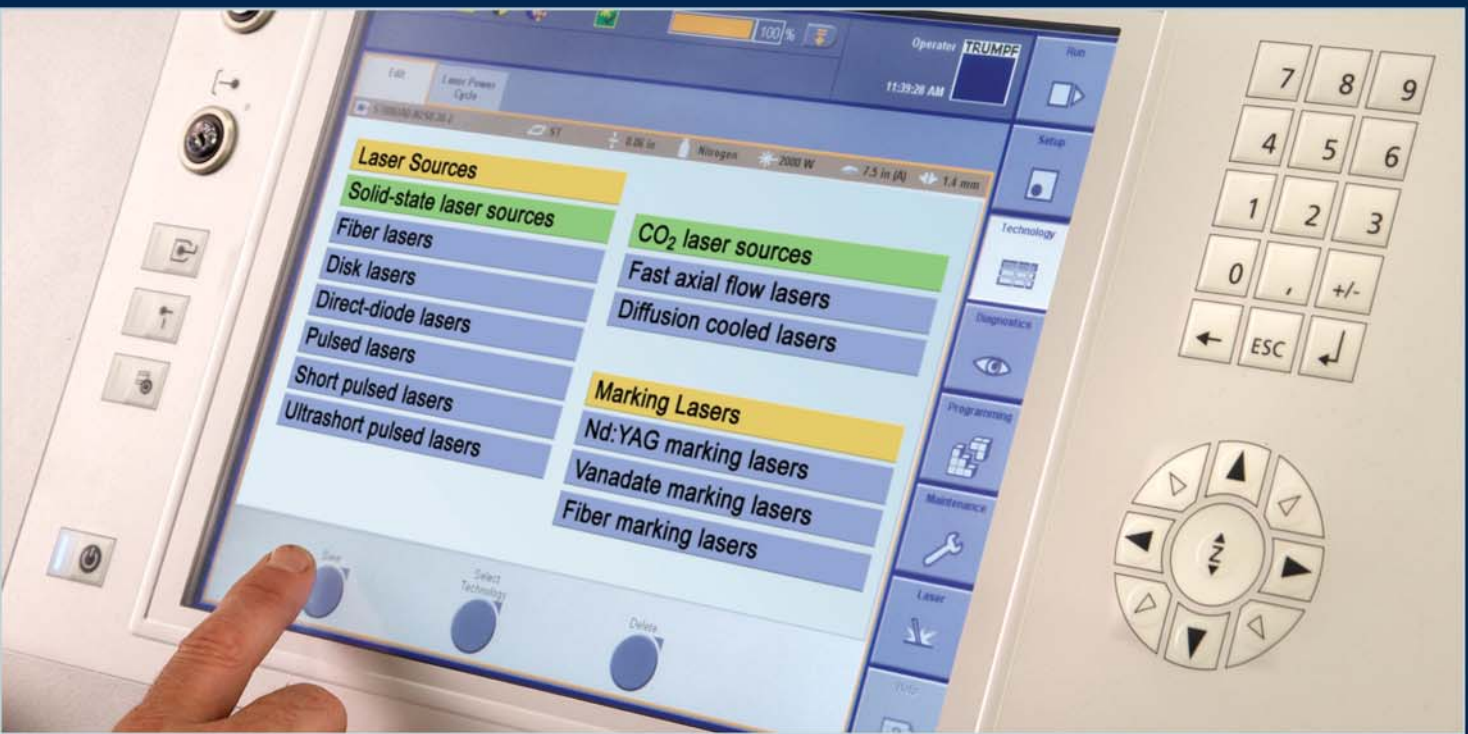 100 %
Operator TRUMPF
11:39:28 AM
Edit
Laser Power
Cycle
ST
0.06 in
Nitrogen
2000 W
7.5 in (A)
1.4 mm
Laser Sources
Solid-state laser sources
Fiber lasers
Disk lasers
Direct-diode lasers
Pulsed lasers
Short pulsed lasers
Ultrashort pulsed lasers
CO₂ laser sources
Fast axial flow lasers
Diffusion cooled lasers
Marking Lasers
Nd:YAG marking lasers
Vanadate marking lasers
Fiber marking lasers
Select
Technology
Delete
Run
Setup
Technology
Diagnostics
Programming
Maintenance
Laser
7 8 9
4 5 6
1 2 3
0 , +/-
ESC
Z